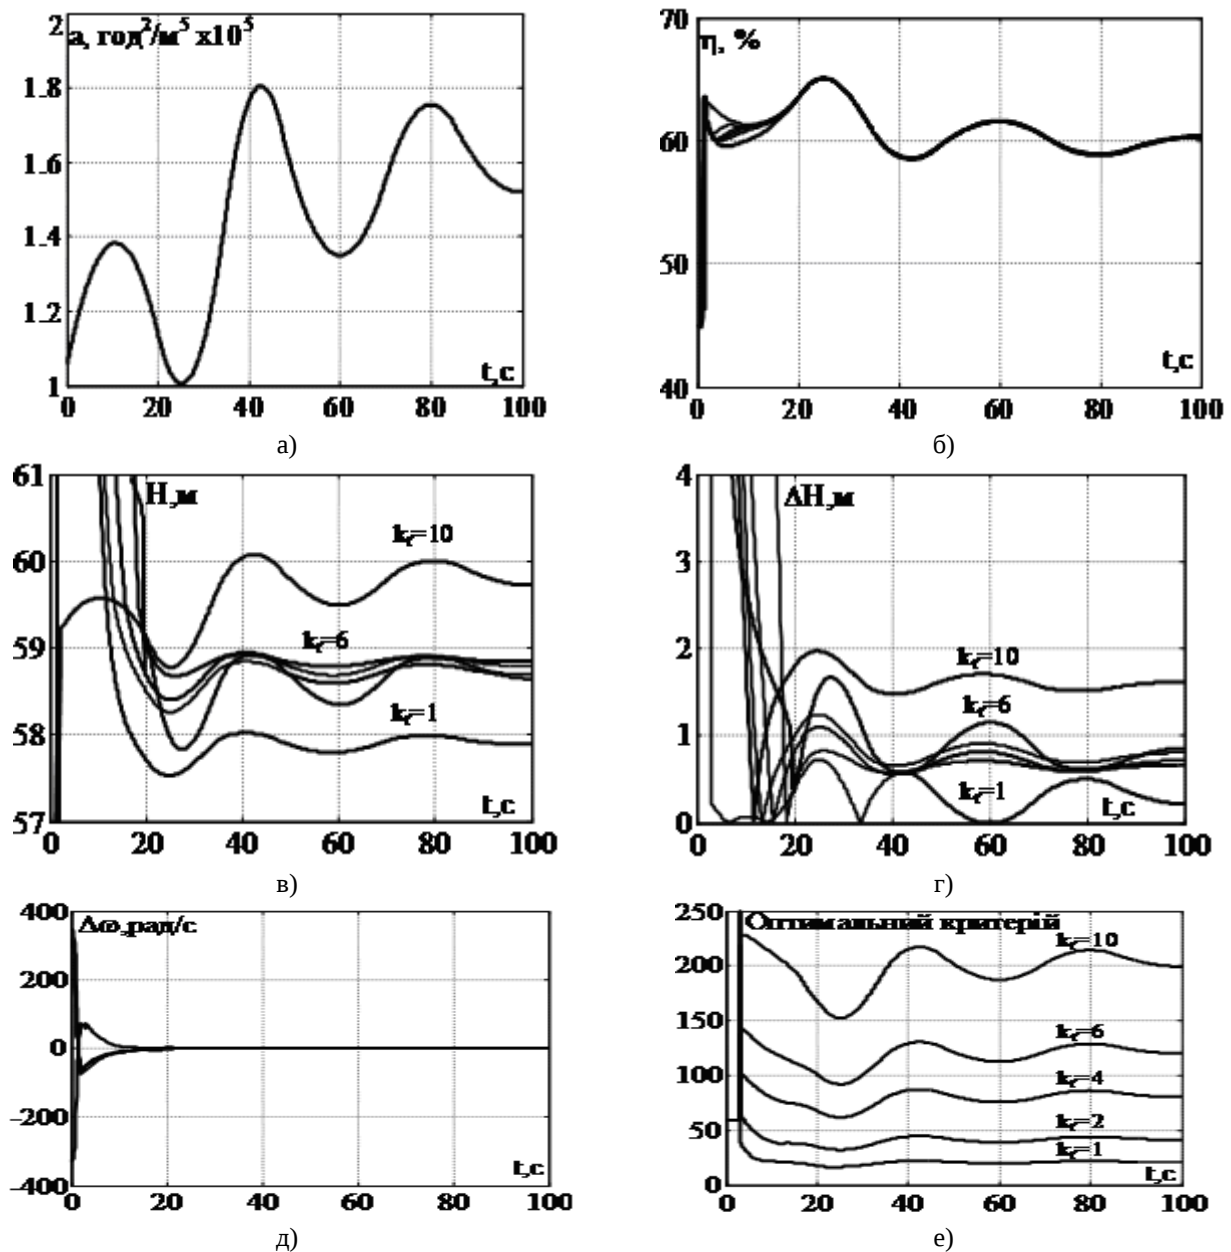 2
a, год²/м⁵ x10⁵
1.8
1.6
1.4
1.2
1
t,c
0 20 40 60 80 100
а)
70
η, %
60
50
40
t,c
0 20 40 60 80 100
б)
61
H,м
60
59
58
57
kᵣ=10
kᵣ=6
kᵣ=1
t,c
0 20 40 60 80 100
в)
4
ΔH,м
3
2
1
0
kᵣ=10
kᵣ=6
kᵣ=1
t,c
0 20 40 60 80 100
г)
400
Δω,рад/с
200
0
-200
-400
t,c
0 20 40 60 80 100
д)
250
Оптимальний критерій
200
150
100
50
0
kᵣ=10
kᵣ=6
kᵣ=4
kᵣ=2
kᵣ=1
t,c
0 20 40 60 80 100
е)